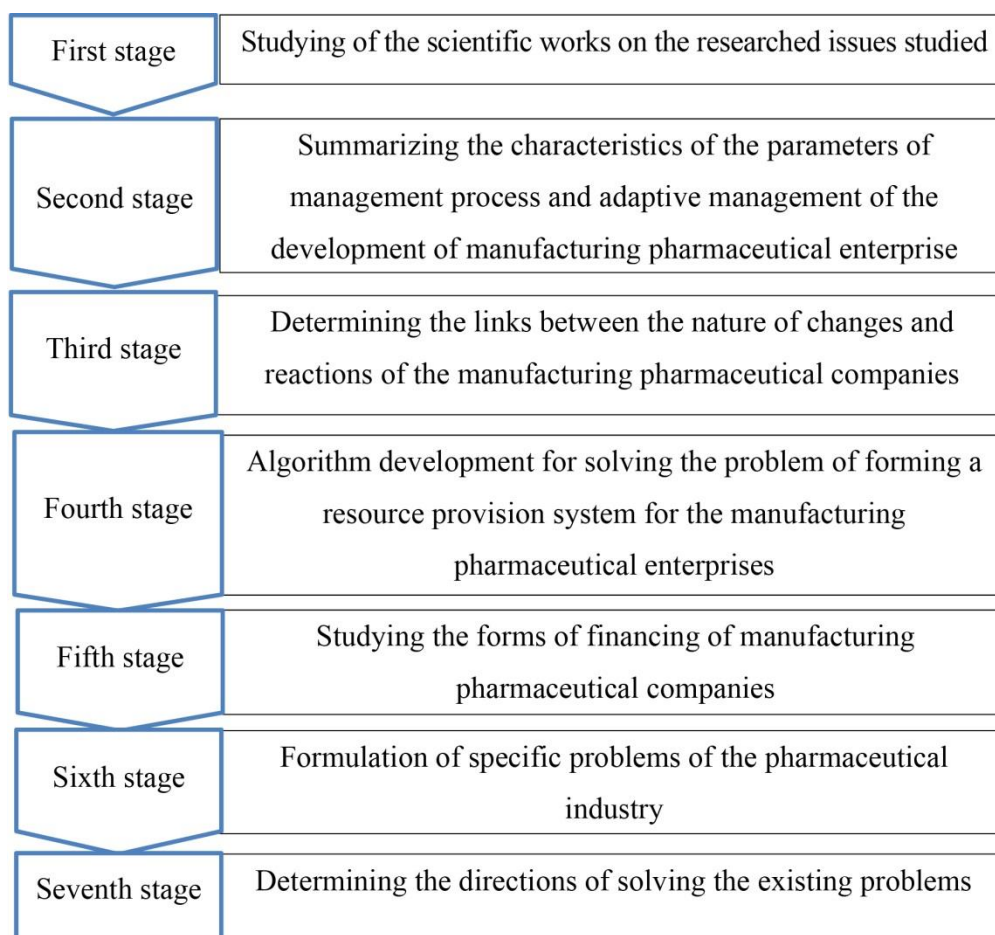 First stage
Studying of the scientific works on the researched issues studied
Second stage
Summarizing the characteristics of the parameters of
management process and adaptive management of the
development of manufacturing pharmaceutical enterprise
Third stage
Determining the links between the nature of changes and
reactions of the manufacturing pharmaceutical companies
Fourth stage
Algorithm development for solving the problem of forming a
resource provision system for the manufacturing
pharmaceutical enterprises
Fifth stage
Studying the forms of financing of manufacturing
pharmaceutical companies
Sixth stage
Formulation of specific problems of the pharmaceutical
industry
Seventh stage
Determining the directions of solving the existing problems